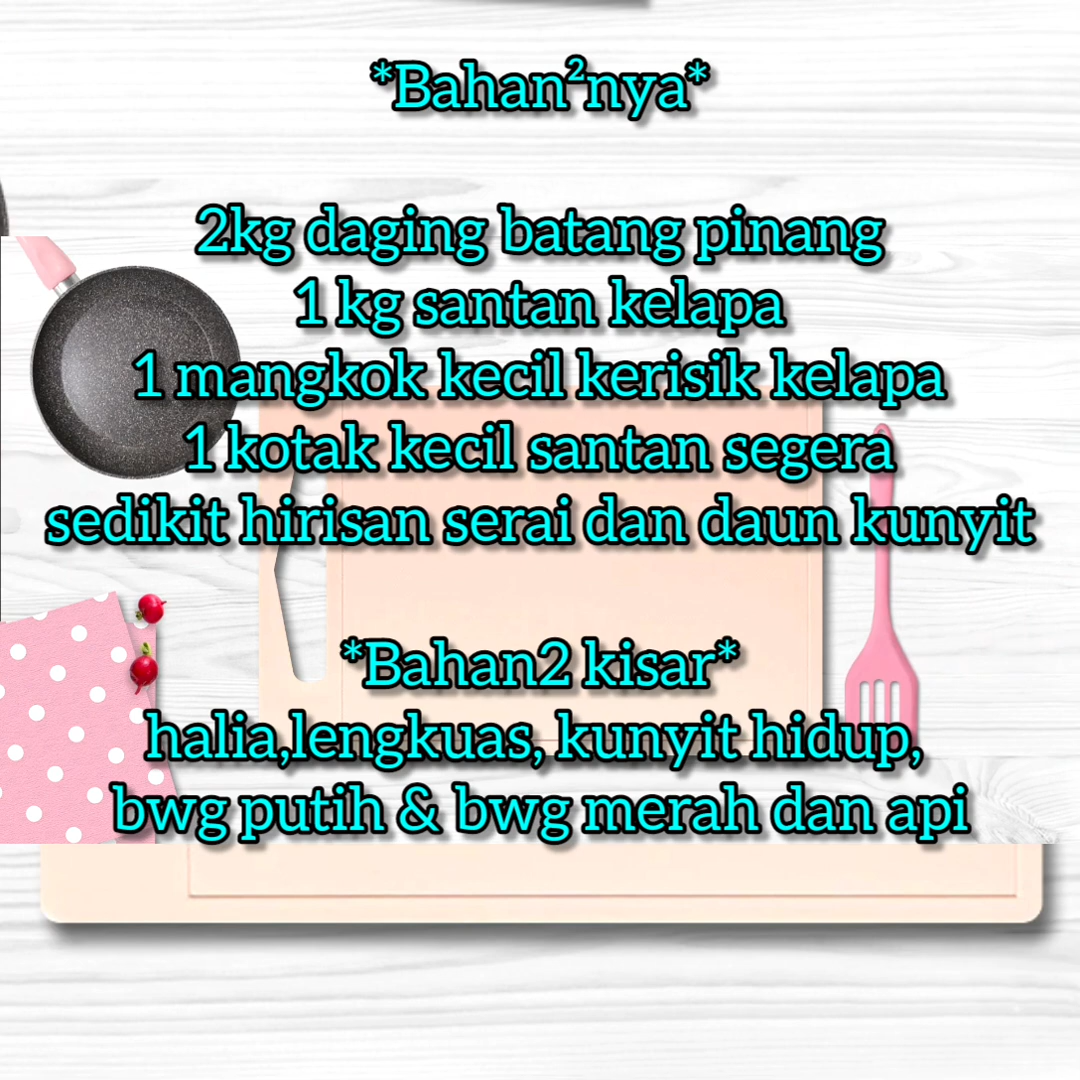 *Bahan²nya*
2kg daging batang pinang
1 kg santan kelapa
1 mangkok kecil kerisik kelapa
1 kotak kecil santan segera
sedikit hirisan serai dan daun kunyit
*Bahan2 kisar*
halia,lengkuas, kunyit hidup,
bwg putih & bwg merah dan api